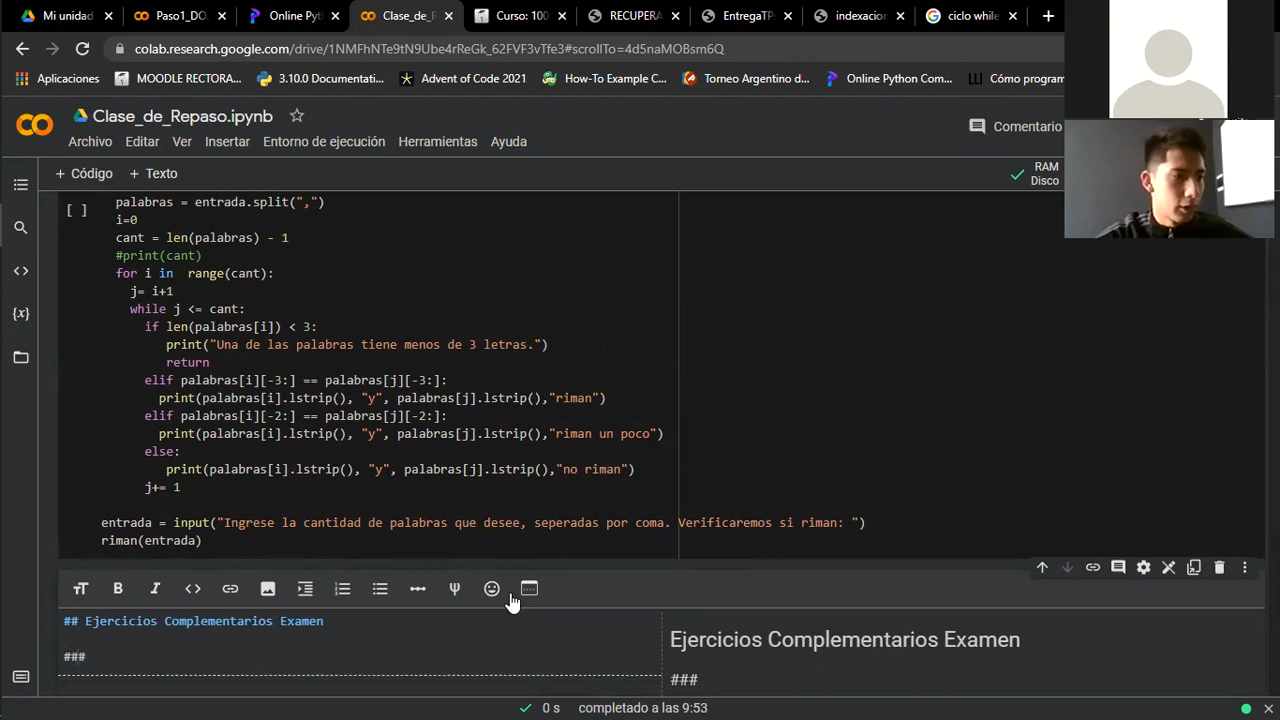 Mi unidad
Paso1_DO
Online Pyt
Clase_de_R
Curso: 100
RECUPERA
EntregaTP
indexacion
ciclo while
colab.research.google.com/drive/1NMFhNTe9tN9Ube4rReGk_62FVF3vTfe3#scrollTo=4d5naMOBsm6Q
Aplicaciones
MOODLE RECTORA...
3.10.0 Documentati...
Advent of Code 2021
How-To Example C...
Torneo Argentino d...
Online Python Com...
Cómo program
Clase_de_Repaso.ipynb
Comentario
Archivo Editar Ver Insertar Entorno de ejecución Herramientas Ayuda
+ Código + Texto
RAM
Disco
[ ]
palabras = entrada.split(",")
i=0
cant = len(palabras) - 1
#print(cant)
for i in  range(cant):
j= i+1
while j <= cant:
if len(palabras[i]) < 3:
print("Una de las palabras tiene menos de 3 letras.")
return
elif palabras[i][-3:] == palabras[j][-3:]:
print(palabras[i].lstrip(), "y", palabras[j].lstrip(),"riman")
elif palabras[i][-2:] == palabras[j][-2:]:
print(palabras[i].lstrip(), "y", palabras[j].lstrip(),"riman un poco")
else:
print(palabras[i].lstrip(), "y", palabras[j].lstrip(),"no riman")
j+= 1
entrada = input("Ingrese la cantidad de palabras que desee, seperadas por coma. Verificaremos si riman: ")
riman(entrada)
## Ejercicios Complementarios Examen
###
Ejercicios Complementarios Examen
###
0 s completado a las 9:53